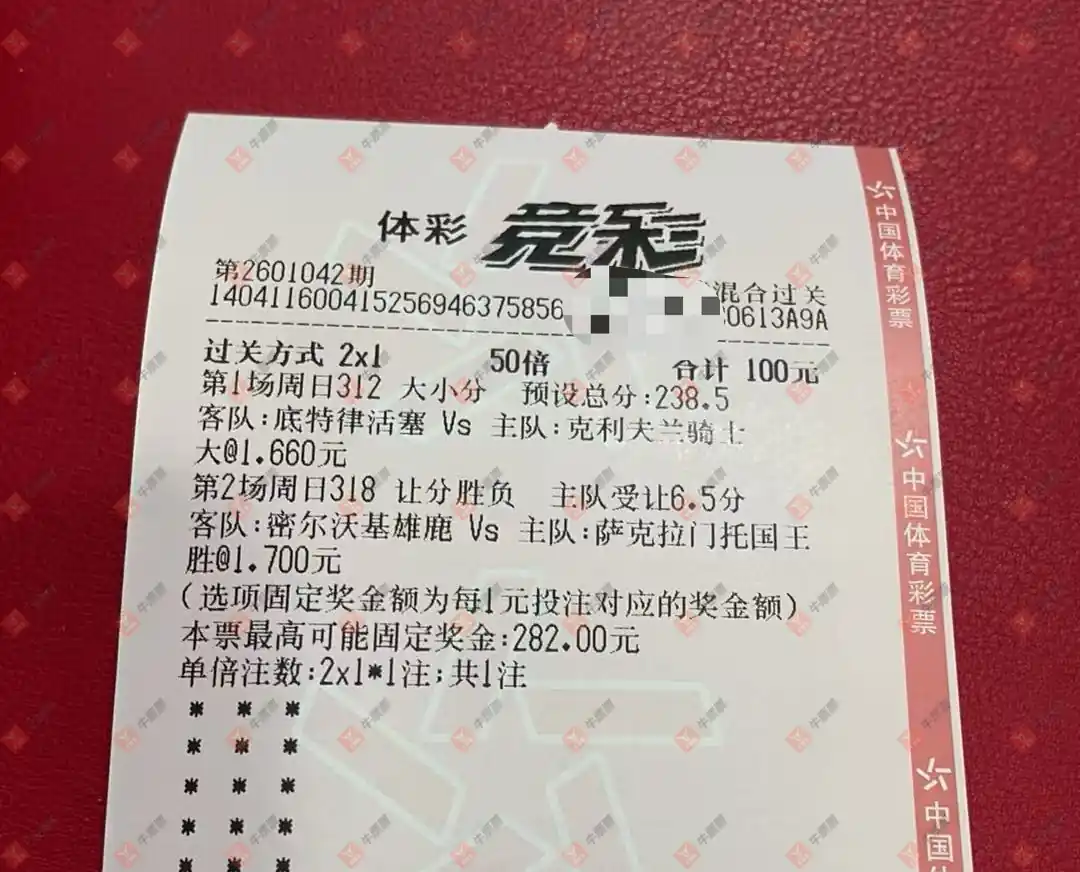 体彩 竞彩
第2601042期 混合过关
140411600415256946375856 0613A9A
过关方式 2x1 50倍 合计 100元
第1场周日312 大小分 预设总分:238.5
客队:底特律活塞 Vs 主队:克利夫兰骑士
大@1.660元
第2场周日318 让分胜负 主队受让6.5分
客队:密尔沃基雄鹿 Vs 主队:萨克拉门托国王
胜@1.700元
(选项固定奖金额为每1元投注对应的奖金额)
本票最高可能固定奖金:282.00元
单倍注数:2x1*1注;共1注
* * *
* * *
* * *
* * *
* * *
中国体育彩票
中国体育彩票
中国